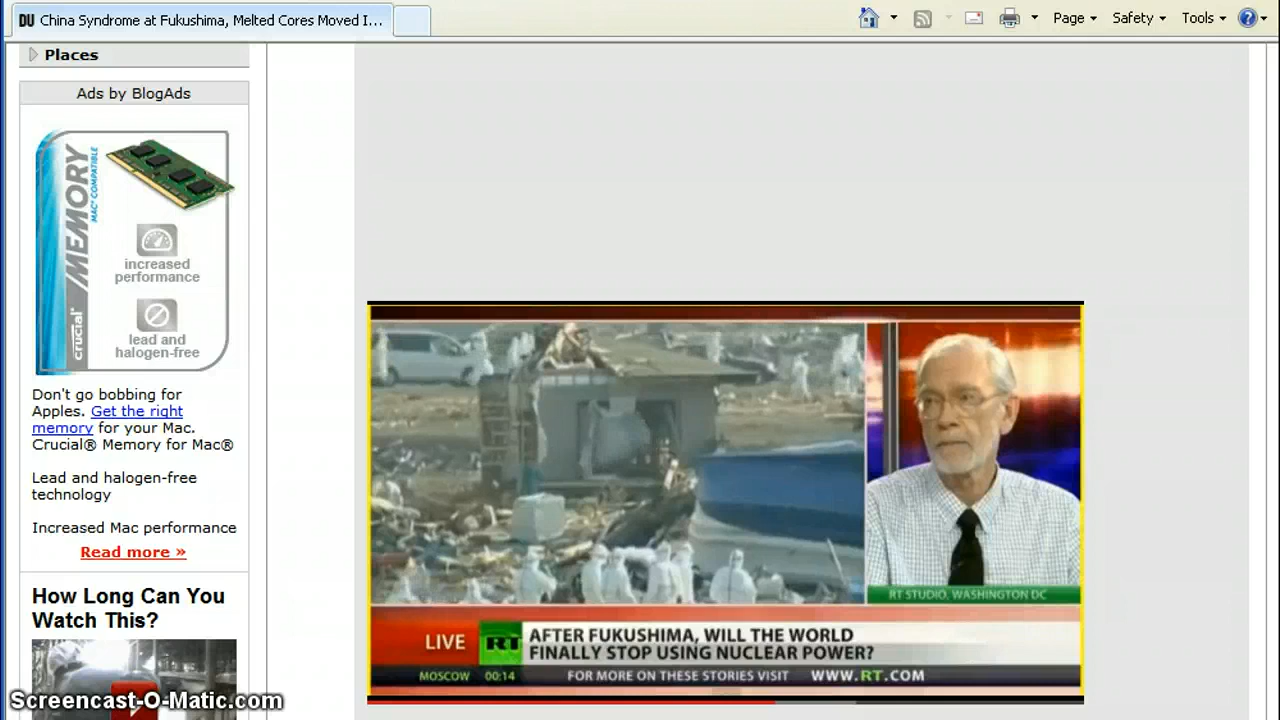 DU China Syndrome at Fukushima, Melted Cores Moved I...
Page
Safety
Tools
Places
Ads by BlogAds
MEMORY
MAC® COMPATIBLE
increased
performance
crucial
lead and
halogen-free
Don't go bobbing for
Apples. Get the right
memory for your Mac.
Crucial® Memory for Mac®
Lead and halogen-free
technology
Increased Mac performance
Read more »
How Long Can You
Watch This?
RT STUDIO, WASHINGTON DC
LIVE RT AFTER FUKUSHIMA, WILL THE WORLD
FINALLY STOP USING NUCLEAR POWER?
MOSCOW 00:14 FOR MORE ON THESE STORIES VISIT WWW.RT.COM
Screencast-O-Matic.com